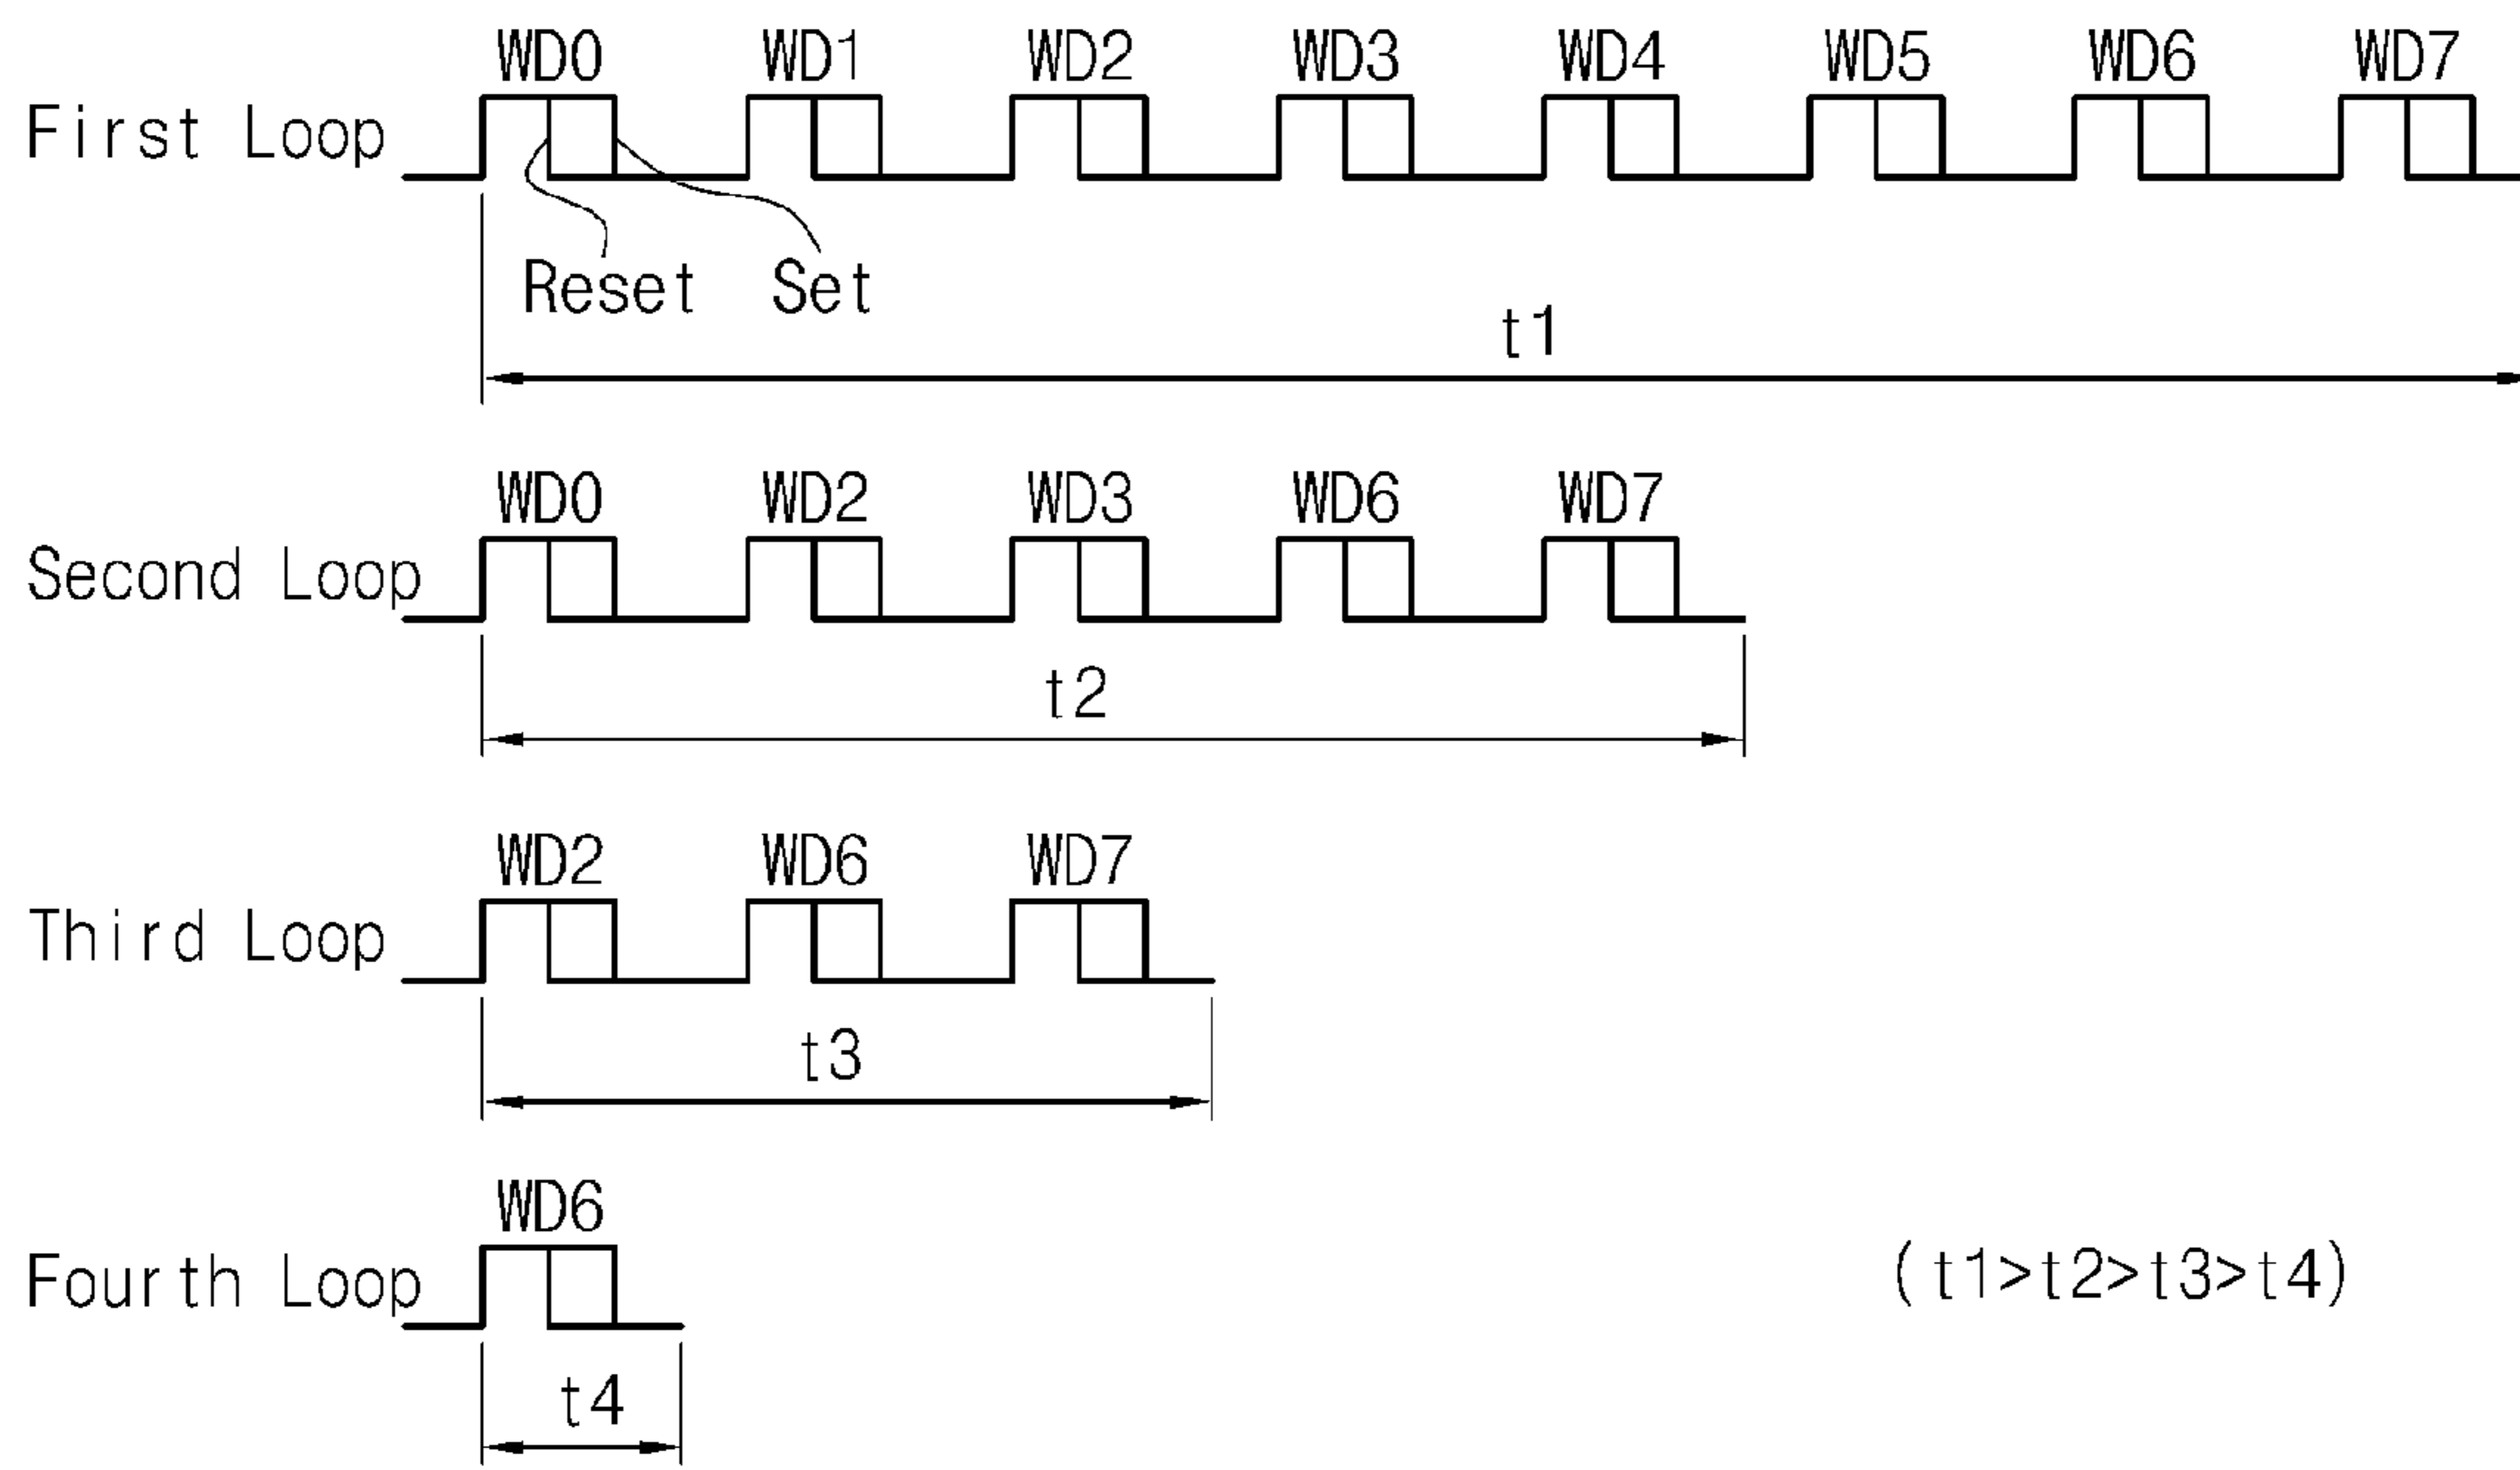 WD0 WD1 WD2 WD3 WD4 WD5 WD6 WD7
First Loop
Reset Set
t1
WD0 WD2 WD3 WD6 WD7
Second Loop
t2
WD2 WD6 WD7
Third Loop
t3
WD6
Fourth Loop
(t1>t2>t3>t4)
t4